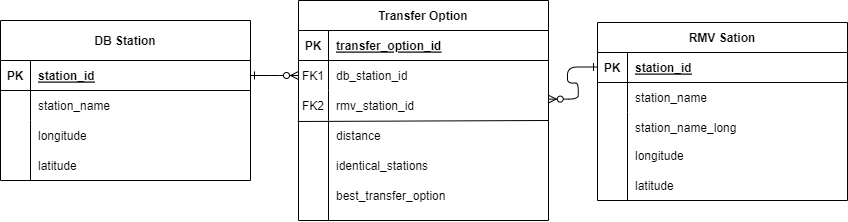 DB Station
PK station_id
station_name
longitude
latitude
Transfer Option
PK transfer_option_id
FK1 db_station_id
FK2 rmv_station_id
distance
identical_stations
best_transfer_option
RMV Sation
PK station_id
station_name
station_name_long
longitude
latitude